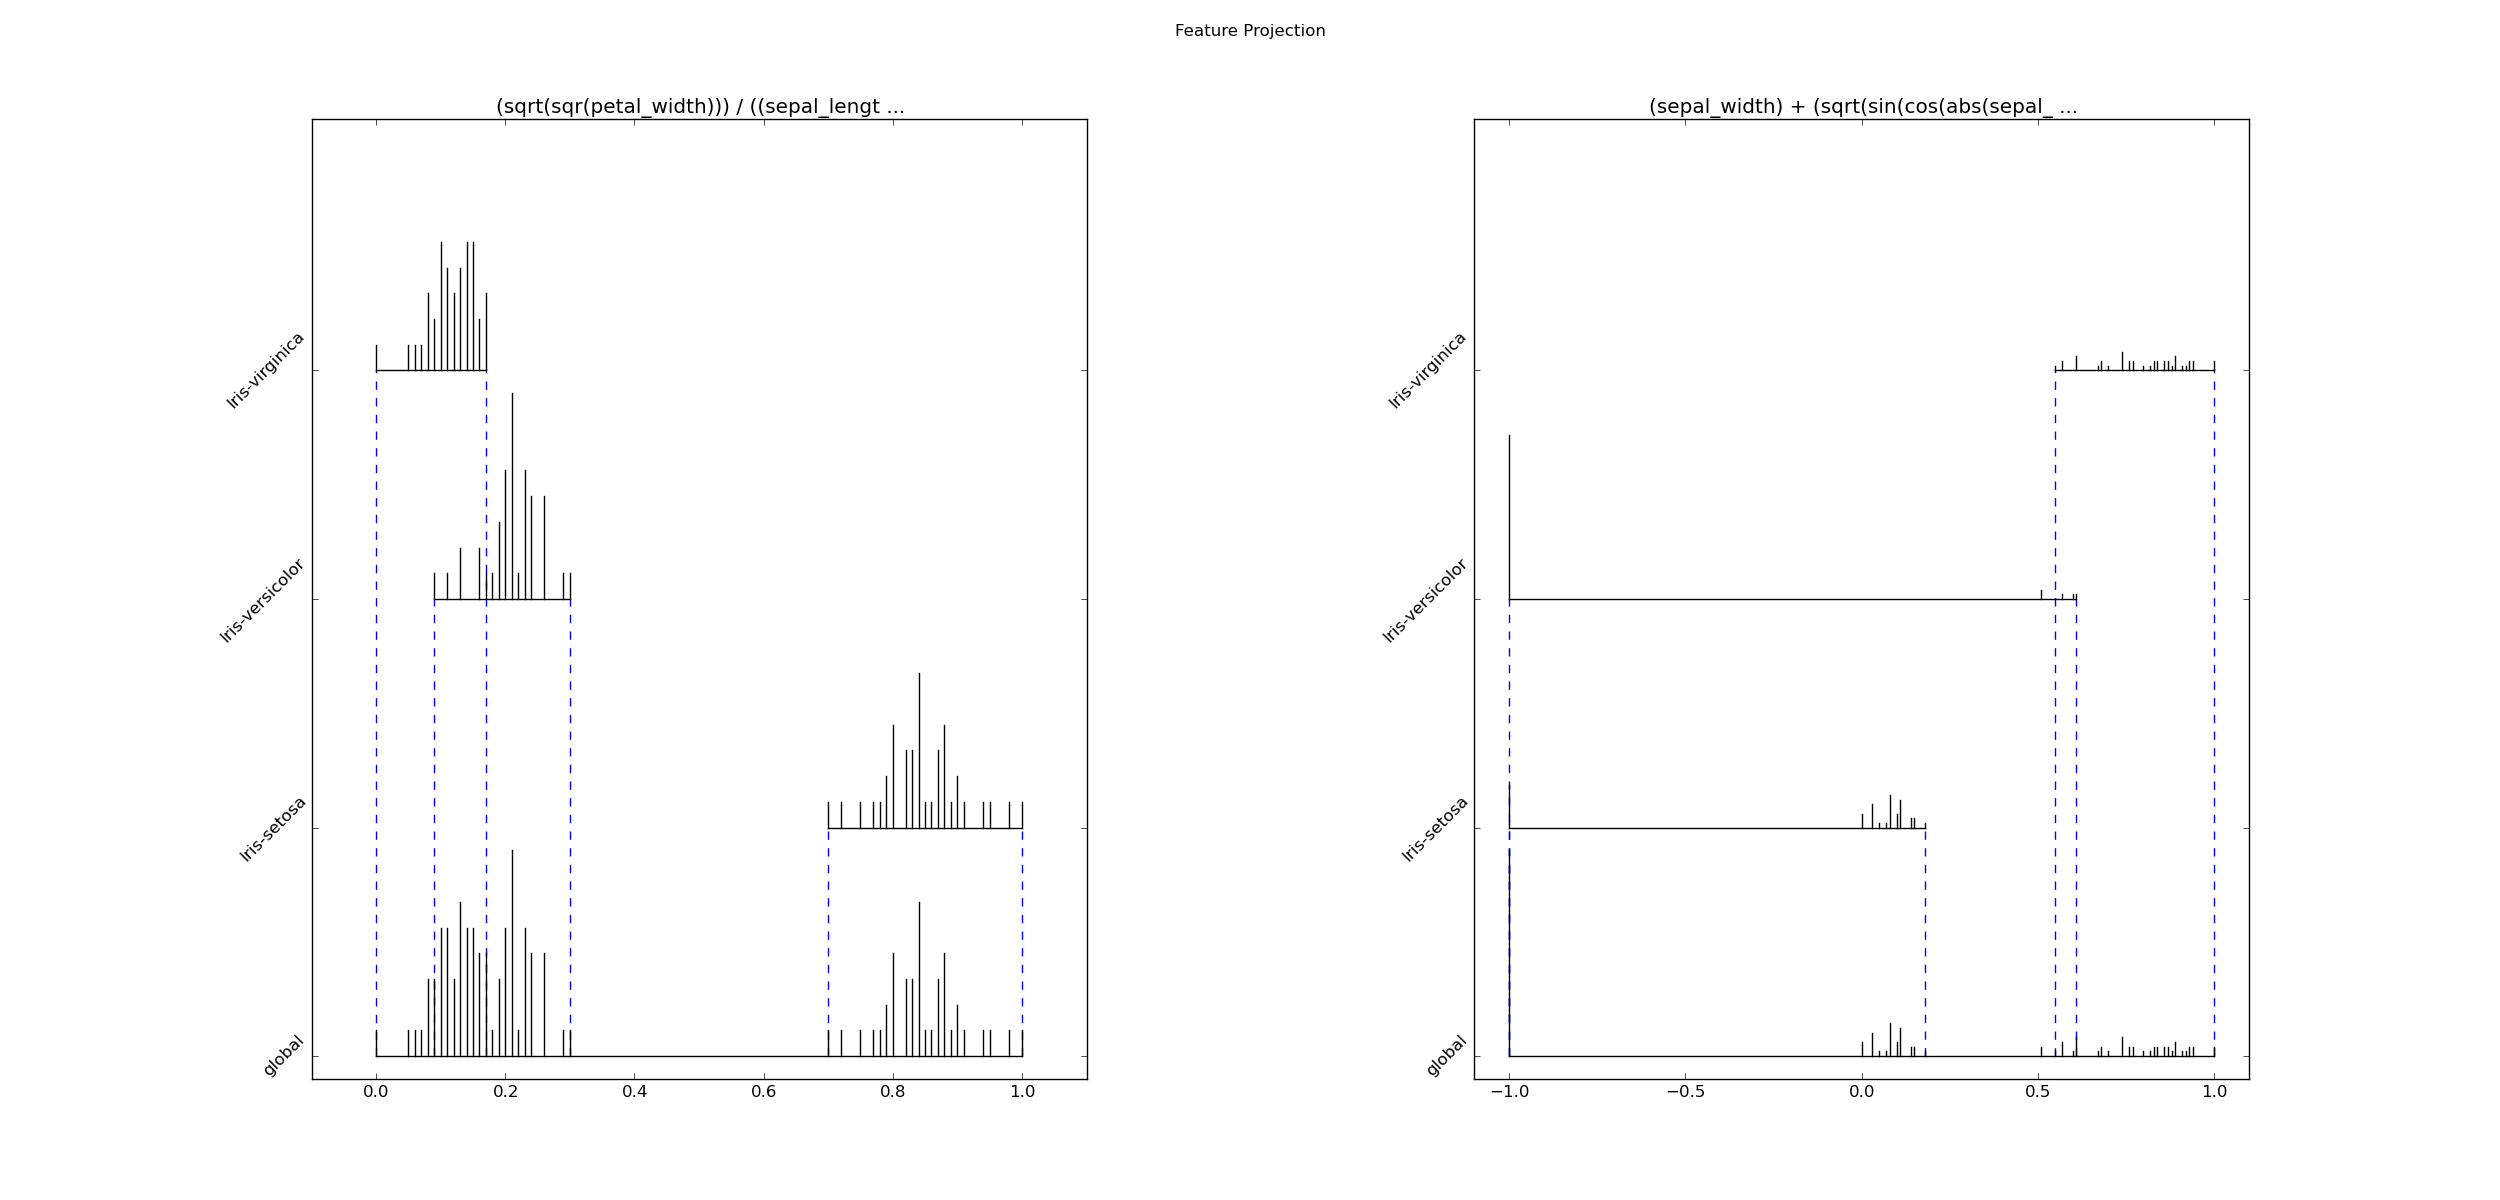 Feature Projection
(sqrt(sqr(petal_width))) / ((sepal_lengt ...
Iris-virginica
Iris-versicolor
Iris-setosa
global
0.0 0.2 0.4 0.6 0.8 1.0
(sepal_width) + (sqrt(sin(cos(abs(sepal_ ...
Iris-virginica
Iris-versicolor
Iris-setosa
global
−1.0 −0.5 0.0 0.5 1.0